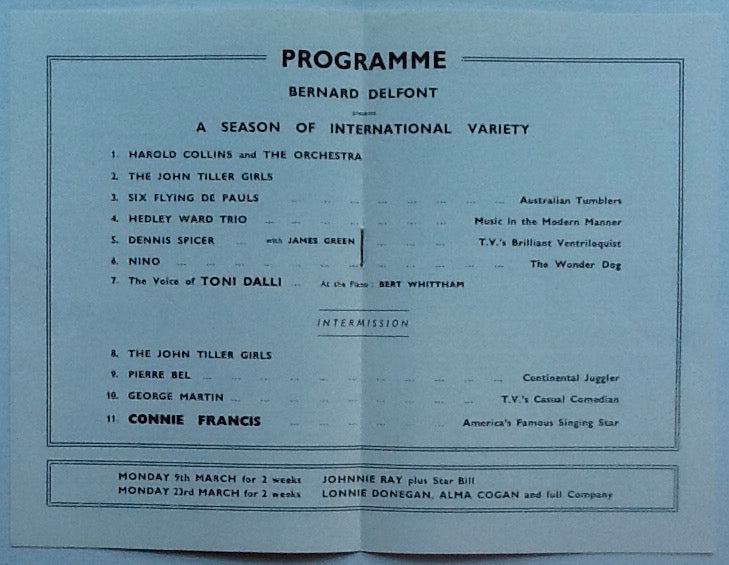 PROGRAMME
BERNARD DELFONT
presents
A SEASON OF INTERNATIONAL VARIETY
1. HAROLD COLLINS and THE ORCHESTRA
2. THE JOHN TILLER GIRLS
3. SIX FLYING DE PAULS ... ... ... ... ... ... Australian Tumblers
4. HEDLEY WARD TRIO ... ... ... ... ... Music in the Modern Manner
5. DENNIS SPICER ... with JAMES GREEN ... ... ... T.V.'s Brilliant Ventriloquist
6. NINO ... ... ... ... ... ... ... ... ... The Wonder Dog
7. The Voice of TONI DALLI ... At the Piano : BERT WHITTHAM
INTERMISSION
8. THE JOHN TILLER GIRLS
9. PIERRE BEL ... ... ... ... ... ... ... ... Continental Juggler
10. GEORGE MARTIN ... ... ... ... ... ... T.V.'s Casual Comedian
11. CONNIE FRANCIS ... ... ... ... America's Famous Singing Star
MONDAY 9th MARCH for 2 weeks JOHNNIE RAY plus Star Bill
MONDAY 23rd MARCH for 2 weeks LONNIE DONEGAN, ALMA COGAN and full Company